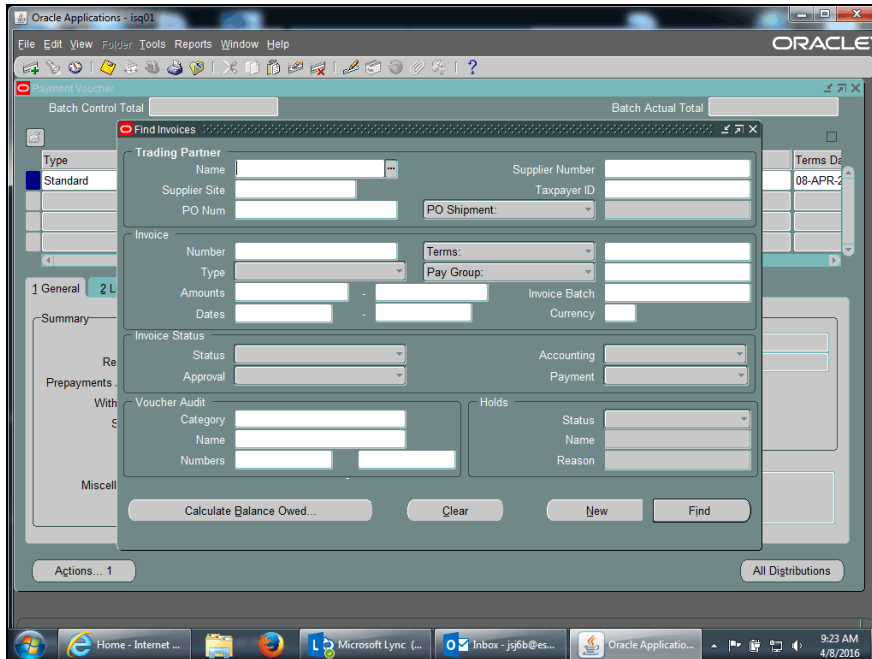 Oracle Applications - isq01
File Edit View Folder Tools Reports Window Help
ORACLE
Payment Voucher
Batch Control Total Batch Actual Total
Find Invoices
Type
Standard
Terms Da
08-APR-2
Trading Partner
Name Supplier Number
Supplier Site Taxpayer ID
PO Num PO Shipment:
Invoice
Number Terms:
Type Pay Group:
Amounts - Invoice Batch
Dates - Currency
Invoice Status
Status Accounting
Approval Payment
Voucher Audit
Category
Name
Numbers -
Holds
Status
Name
Reason
Calculate Balance Owed... Clear New Find
1 General 2 L
Summary
Re
Prepayments .
With
S
Miscell
Actions... 1 All Distributions
Home - Internet ... Microsoft Lync (... Inbox - jsj6b@es... Oracle Applicatio... 9:23 AM
4/8/2016